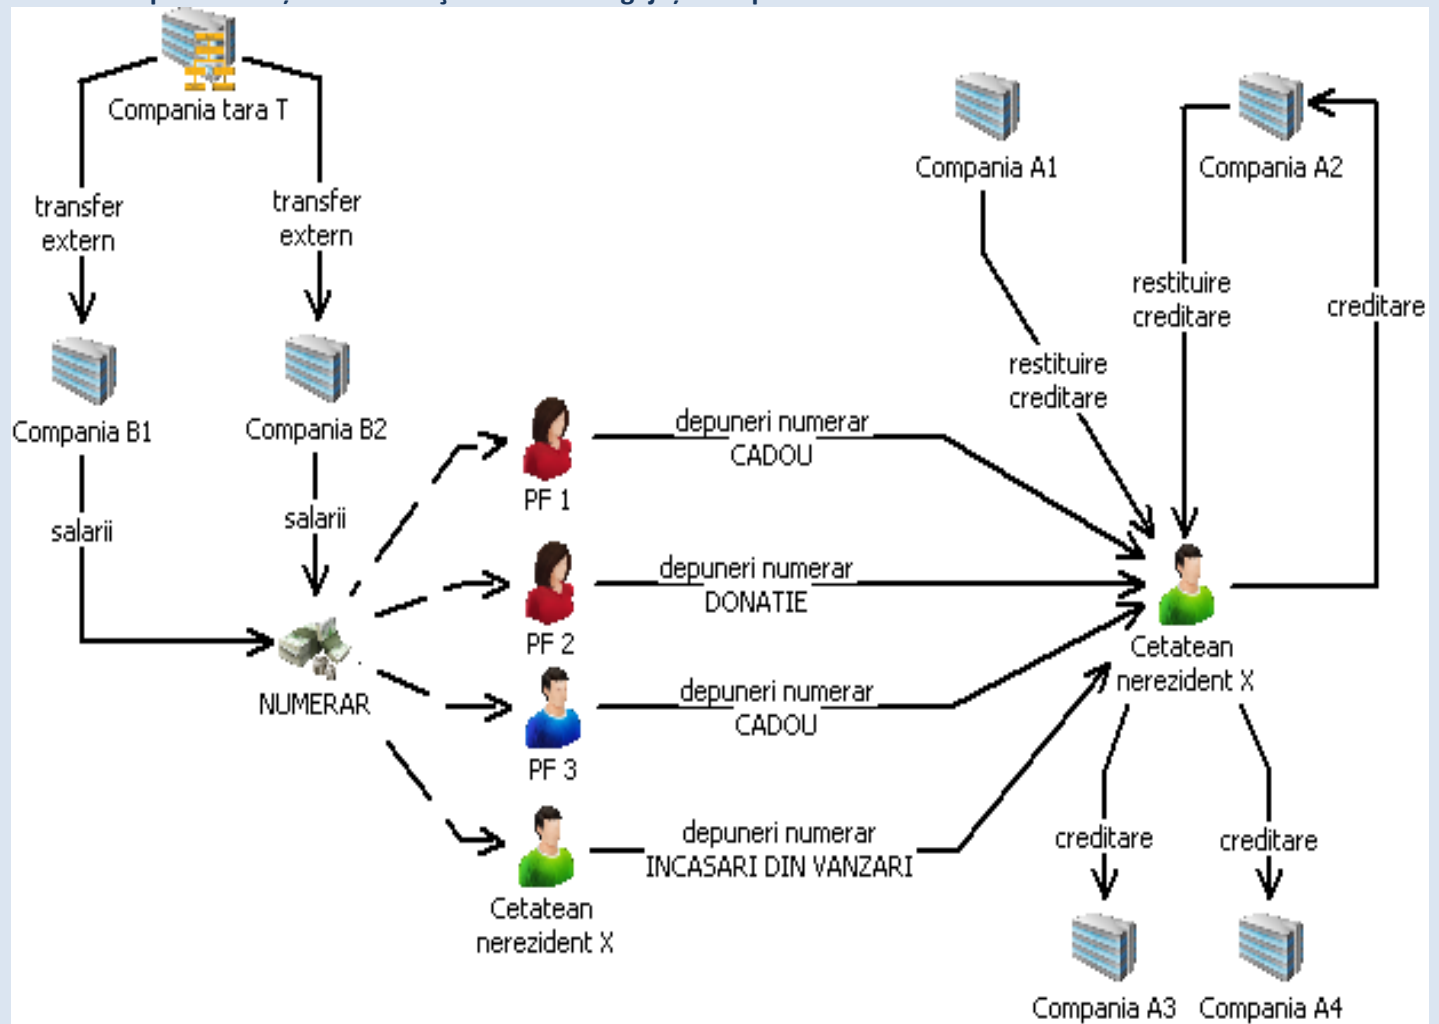 Compania tara T
Compania A1
Compania A2
transfer
extern
transfer
extern
restituire
creditare
creditare
restituire
creditare
Compania B1
Compania B2
depuneri numerar
CADOU
PF 1
salarii
salarii
depuneri numerar
DONATIE
PF 2
Cetatean
nerezident X
NUMERAR
depuneri numerar
CADOU
PF 3
depuneri numerar
INCASARI DIN VANZARI
creditare
creditare
Cetatean
nerezident X
Compania A3
Compania A4